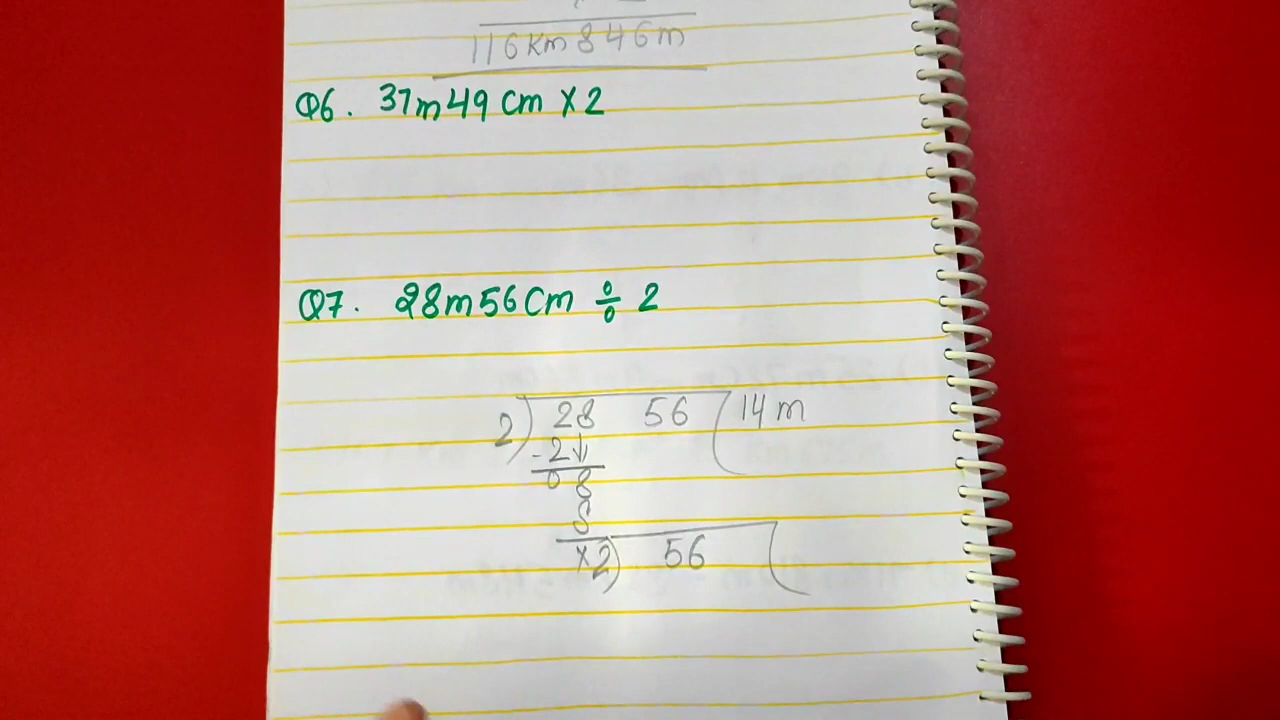 116 km 846 m
Q6. 37m 49 cm × 2
Q7. 28m 56 cm ÷ 2
2) 28 56 ( 14 m
- 2 ↓
0 8
8
× 2) 56 (